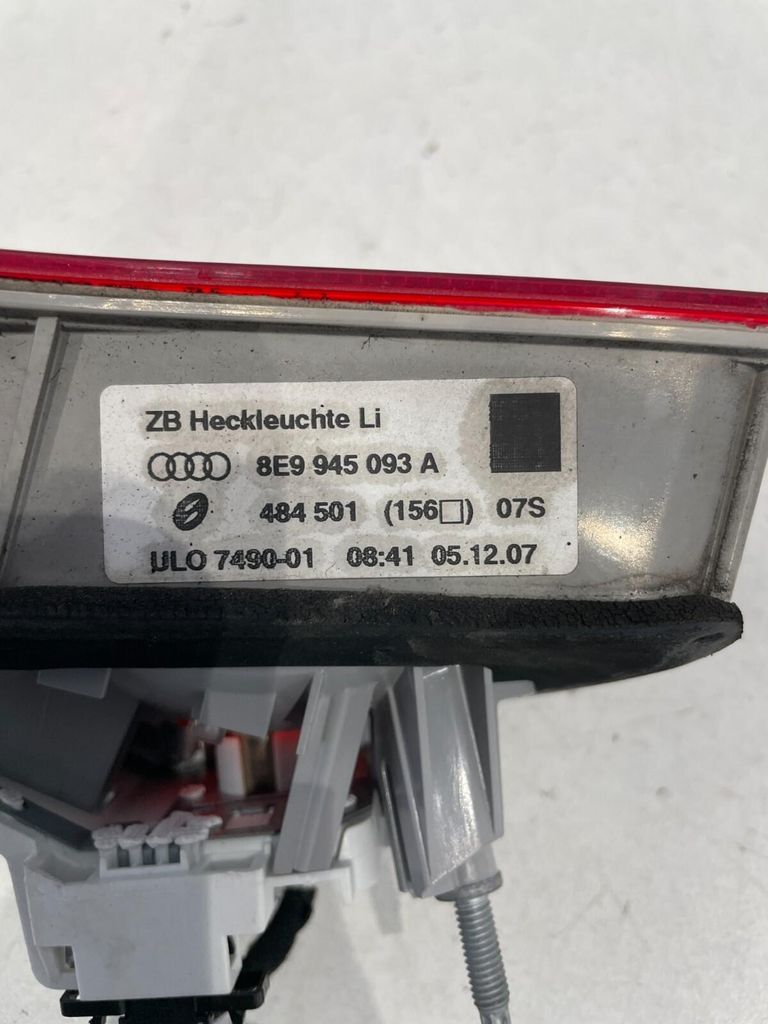 ZB Heckleuchte Li
8E9 945 093 A
484 501 (156□) 07S
ULO 7490-01 08:41 05.12.07